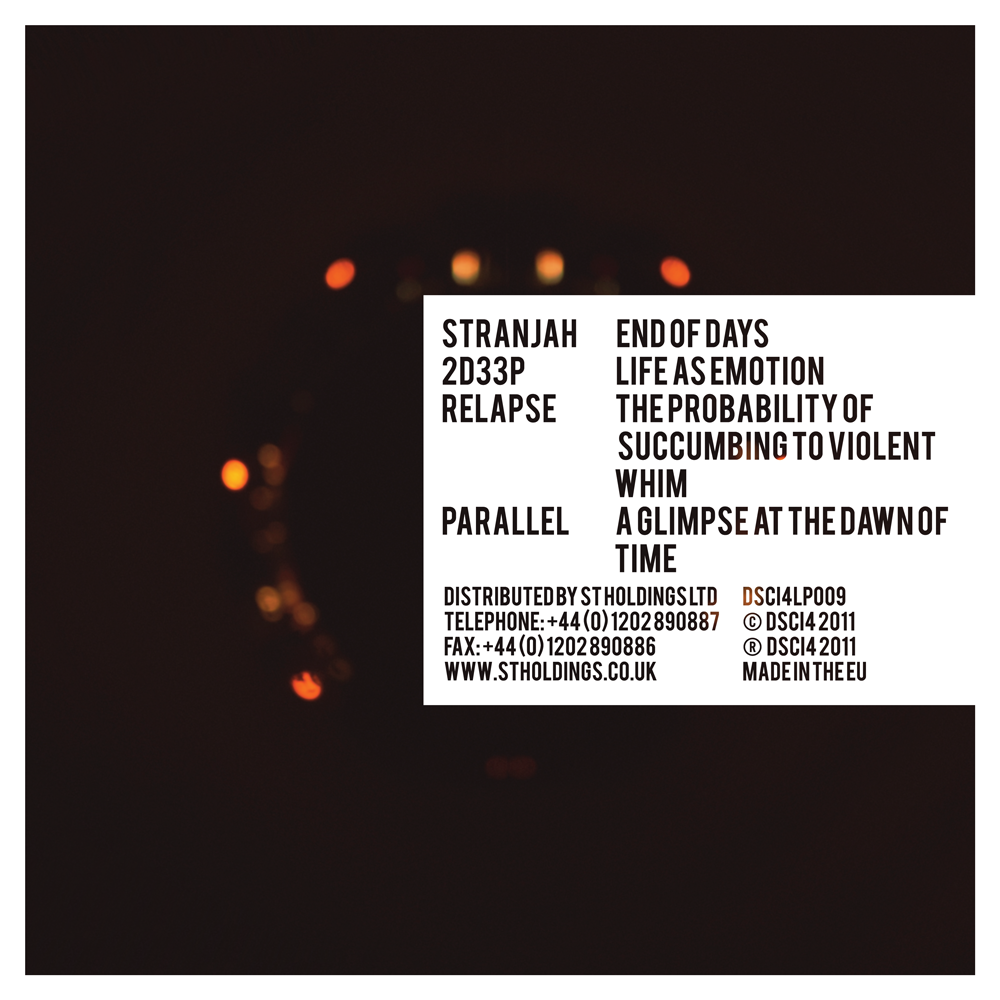 STRANJAH END OF DAYS
2D33P LIFE AS EMOTION
RELAPSE THE PROBABILITY OF
SUCCUMBING TO VIOLENT
WHIM
PARALLEL A GLIMPSE AT THE DAWN OF
TIME
DISTRIBUTED BY ST HOLDINGS LTD DSCI4LP009
TELEPHONE: +44 (0) 1202 890887 © DSCI4 2011
FAX: +44 (0) 1202 890886 ® DSCI4 2011
WWW.STHOLDINGS.CO.UK MADE IN THE EU